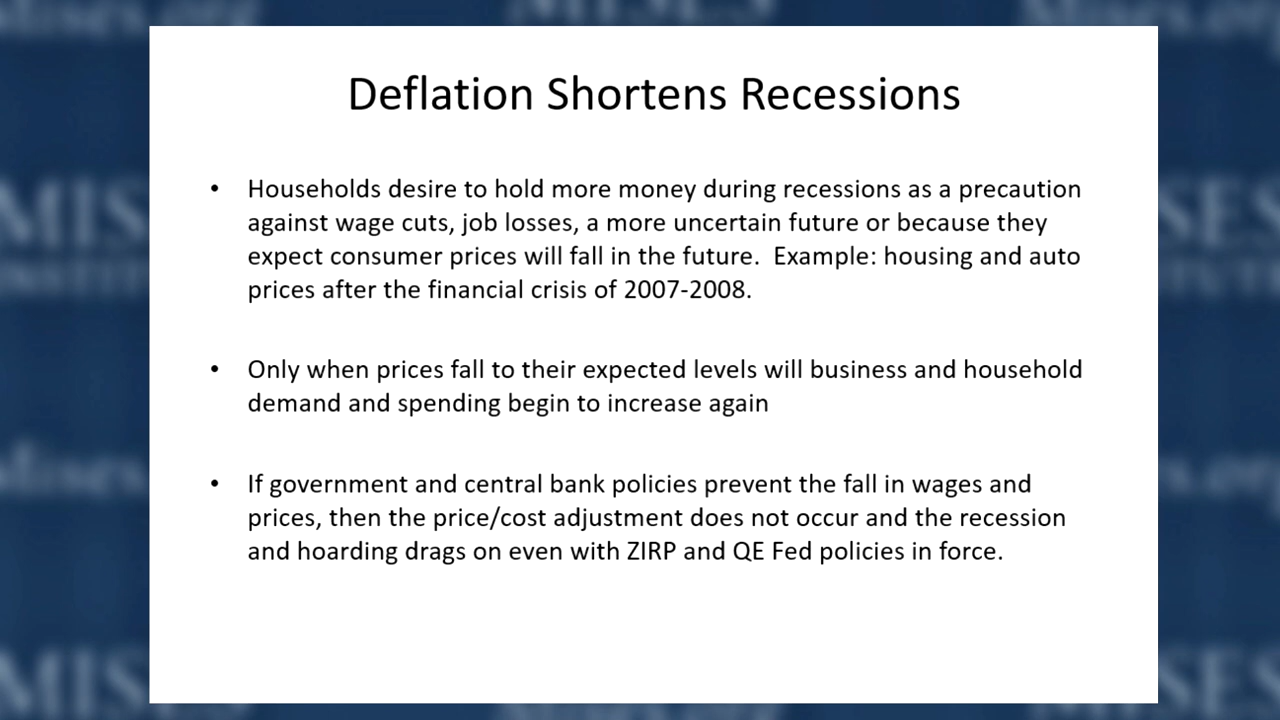 Deflation Shortens Recessions
• Households desire to hold more money during recessions as a precaution
against wage cuts, job losses, a more uncertain future or because they
expect consumer prices will fall in the future.  Example: housing and auto
prices after the financial crisis of 2007-2008.
• Only when prices fall to their expected levels will business and household
demand and spending begin to increase again
• If government and central bank policies prevent the fall in wages and
prices, then the price/cost adjustment does not occur and the recession
and hoarding drags on even with ZIRP and QE Fed policies in force.